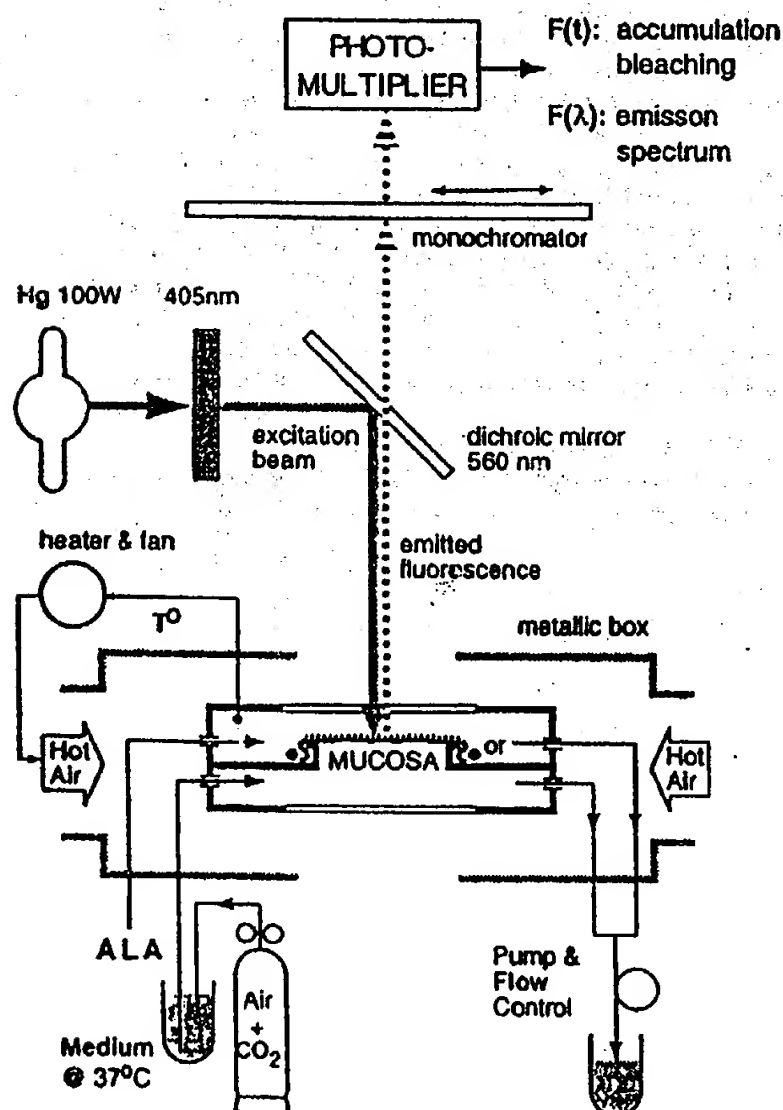 PHOTO-
MULTIPLIER
F(t): accumulation
bleaching
F(λ): emisson
spectrum
monochromator
Hg 100W
405nm
excitation
beam
dichroic mirror
560 nm
heater & fan
emitted
fluorescence
T°
metallic box
Hot
Air
MUCOSA
or
Hot
Air
ALA
Medium
@ 37°C
Air
+
CO₂
Pump &
Flow
Control